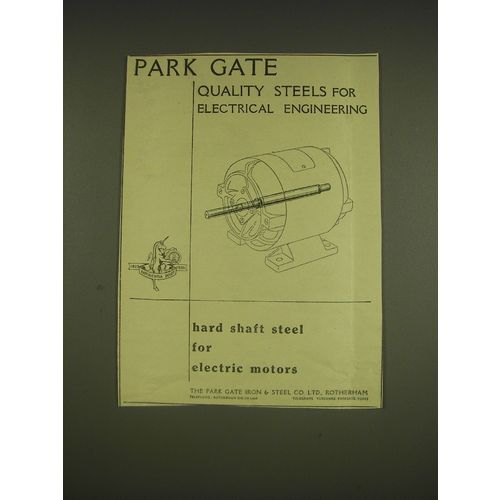 PARK GATE
QUALITY STEELS FOR
ELECTRICAL ENGINEERING
hard shaft steel
for
electric motors
THE PARK GATE IRON & STEEL CO LTD., ROTHERHAM